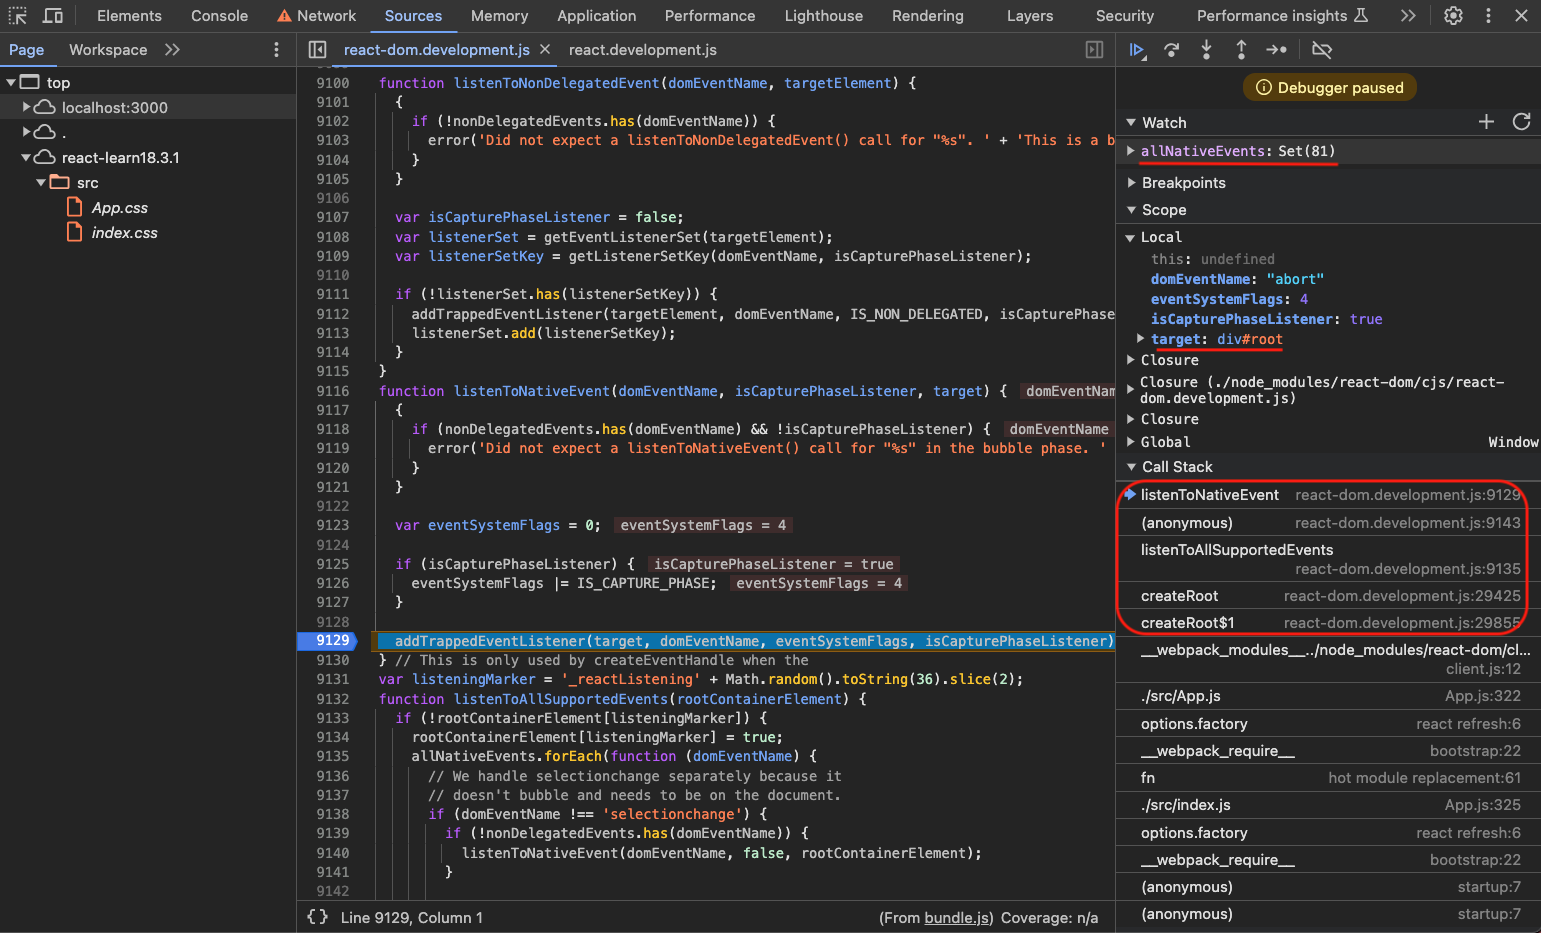 Elements Console Network Sources Memory Application Performance Lighthouse Rendering Layers Security Performance insights
Page Workspace
react-dom.development.js react.development.js
top
localhost:3000
.
react-learn18.3.1
src
App.css
index.css
9100 function listenToNonDelegatedEvent(domEventName, targetElement) {
9101 {
9102 if (!nonDelegatedEvents.has(domEventName)) {
9103 error('Did not expect a listenToNonDelegatedEvent() call for "%s". ' + 'This is a b
9104 }
9105 }
9106
9107 var isCapturePhaseListener = false;
9108 var listenerSet = getEventListenerSet(targetElement);
9109 var listenerSetKey = getListenerSetKey(domEventName, isCapturePhaseListener);
9110
9111 if (!listenerSet.has(listenerSetKey)) {
9112 addTrappedEventListener(targetElement, domEventName, IS_NON_DELEGATED, isCapturePhase
9113 listenerSet.add(listenerSetKey);
9114 }
9115 }
9116 function listenToNativeEvent(domEventName, isCapturePhaseListener, target) { domEventNam
9117 {
9118 if (nonDelegatedEvents.has(domEventName) && !isCapturePhaseListener) { domEventName
9119 error('Did not expect a listenToNativeEvent() call for "%s" in the bubble phase. '
9120 }
9121 }
9122
9123 var eventSystemFlags = 0; eventSystemFlags = 4
9124
9125 if (isCapturePhaseListener) { isCapturePhaseListener = true
9126 eventSystemFlags |= IS_CAPTURE_PHASE; eventSystemFlags = 4
9127 }
9128
9129 addTrappedEventListener(target, domEventName, eventSystemFlags, isCapturePhaseListener)
9130 } // This is only used by createEventHandle when the
9131 var listeningMarker = '_reactListening' + Math.random().toString(36).slice(2);
9132 function listenToAllSupportedEvents(rootContainerElement) {
9133 if (!rootContainerElement[listeningMarker]) {
9134 rootContainerElement[listeningMarker] = true;
9135 allNativeEvents.forEach(function (domEventName) {
9136 // We handle selectionchange separately because it
9137 // doesn't bubble and needs to be on the document.
9138 if (domEventName !== 'selectionchange') {
9139 if (!nonDelegatedEvents.has(domEventName)) {
9140 listenToNativeEvent(domEventName, false, rootContainerElement);
9141 }
9142
{} Line 9129, Column 1 (From bundle.js) Coverage: n/a
Debugger paused
Watch
allNativeEvents: Set(81)
Breakpoints
Scope
Local
this: undefined
domEventName: "abort"
eventSystemFlags: 4
isCapturePhaseListener: true
target: div#root
Closure
Closure (./node_modules/react-dom/cjs/react-
dom.development.js)
Closure
Global Window
Call Stack
listenToNativeEvent react-dom.development.js:9129
(anonymous) react-dom.development.js:9143
listenToAllSupportedEvents
react-dom.development.js:9135
createRoot react-dom.development.js:29425
createRoot$1 react-dom.development.js:29855
__webpack_modules__../node_modules/react-dom/cl...
client.js:12
./src/App.js App.js:322
options.factory react refresh:6
__webpack_require__ bootstrap:22
fn hot module replacement:61
./src/index.js App.js:325
options.factory react refresh:6
__webpack_require__ bootstrap:22
(anonymous) startup:7
(anonymous) startup:7